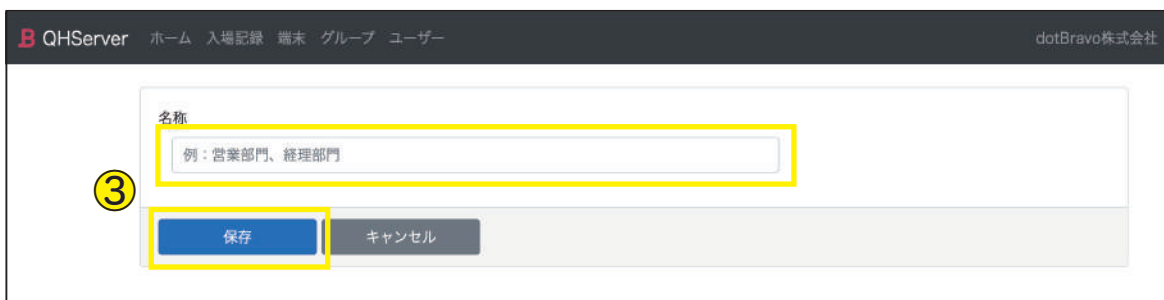 B QHServer ホーム 入場記録 端末 グループ ユーザー dotBravo株式会社
名称
例：営業部門、経理部門
③
保存 キャンセル